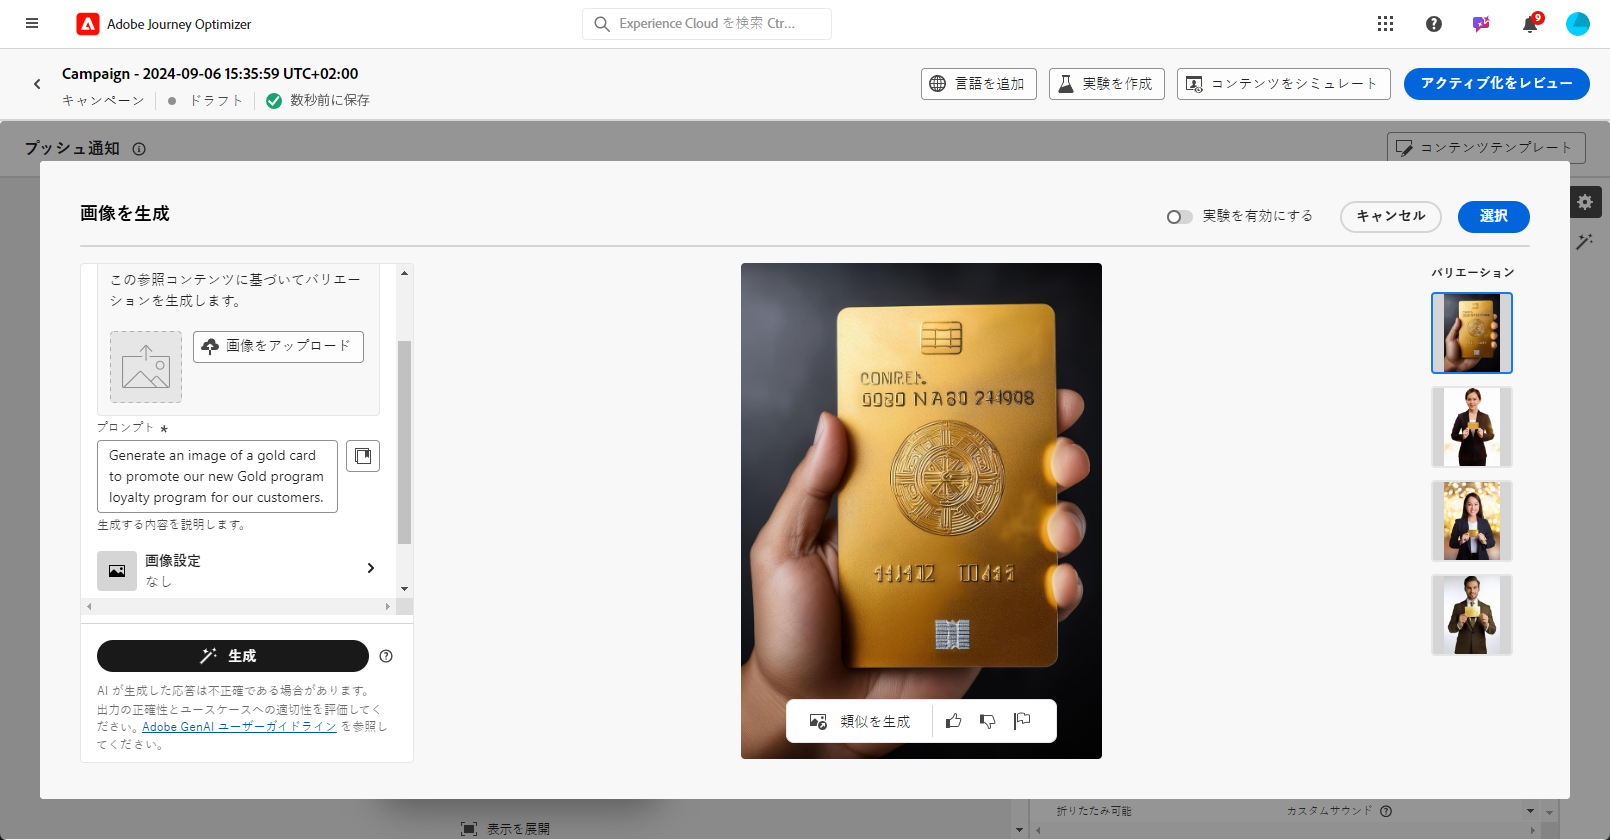 Adobe Journey Optimizer
Experience Cloud を検索 Ctr...
9
Campaign - 2024-09-06 15:35:59 UTC+02:00
キャンペーン
ドラフト
数秒前に保存
言語を追加
実験を作成
コンテンツをシミュレート
アクティブ化をレビュー
プッシュ通知
コンテンツテンプレート
画像を生成
実験を有効にする
キャンセル
選択
この参照コンテンツに基づいてバリエー
ションを生成します。
画像をアップロード
プロンプト *
Generate an image of a gold card
to promote our new Gold program
loyalty program for our customers.
生成する内容を説明します。
画像設定
なし
生成
AI が生成した応答は不正確である場合があります。
出力の正確性とユースケースへの適切性を評価してく
ださい。Adobe GenAI ユーザーガイドライン を参照し
てください。
類似を生成
バリエーション
表示を展開
折りたたみ可能
カスタムサウンド